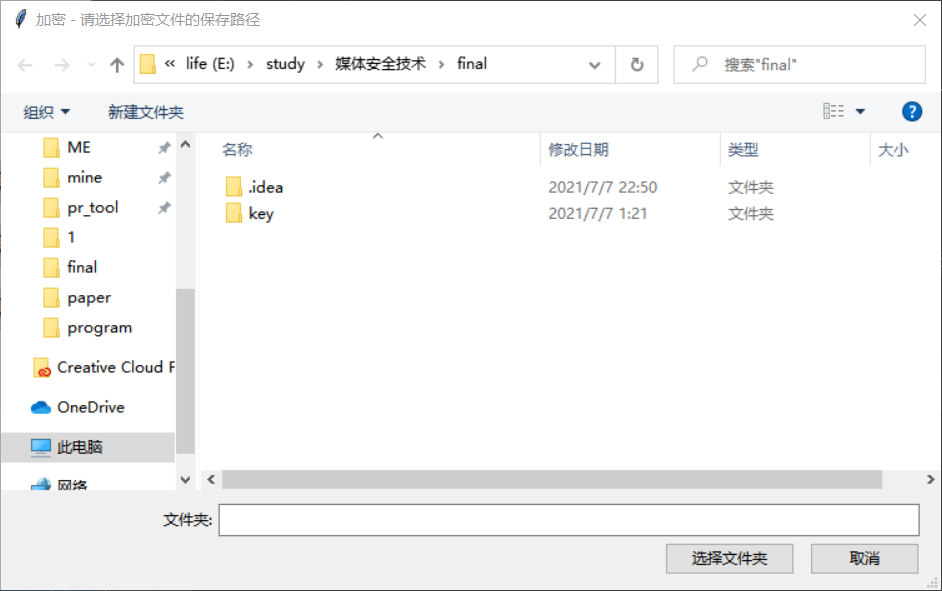 加密 - 请选择加密文件的保存路径
« life (E:) › study › 媒体安全技术 › final
搜索"final"
组织 新建文件夹
名称 修改日期 类型 大小
ME
mine
pr_tool
1
final
paper
program
Creative Cloud F
OneDrive
此电脑
网络
.idea 2021/7/7 22:50 文件夹
key 2021/7/7 1:21 文件夹
文件夹:
选择文件夹 取消